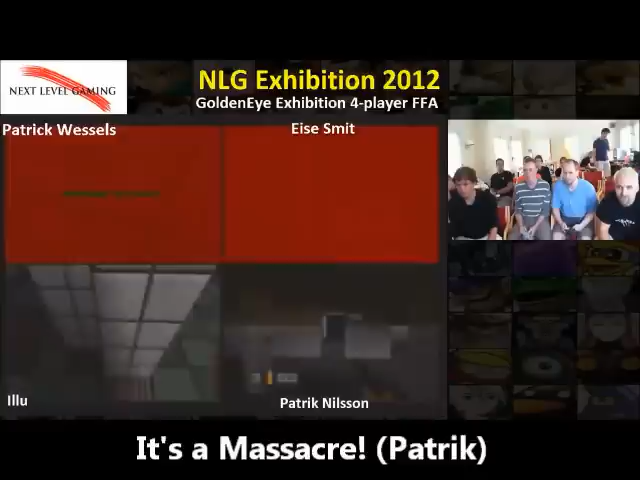 NEXT LEVEL GAMING
NLG Exhibition 2012
GoldenEye Exhibition 4-player FFA
Patrick Wessels
Eise Smit
Illu
Patrik Nilsson
It's a Massacre! (Patrik)